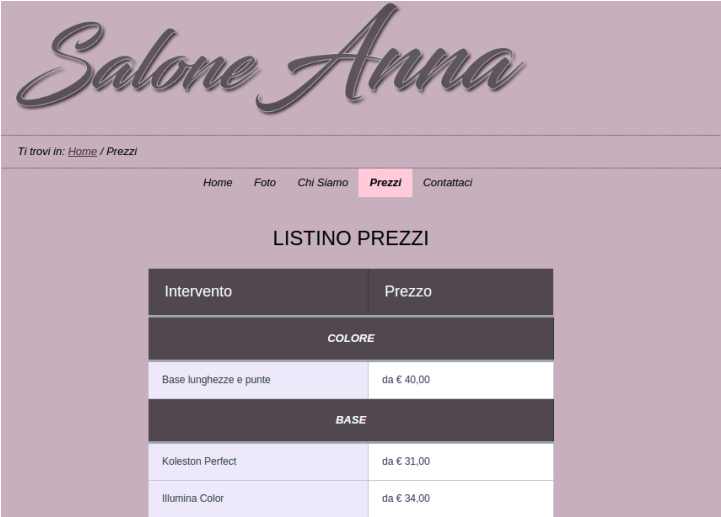 Salone Anna
Ti trovi in: Home / Prezzi
Home Foto Chi Siamo Prezzi Contattaci
LISTINO PREZZI
Intervento Prezzo
COLORE
Base lunghezze e punte da € 40,00
BASE
Koleston Perfect da € 31,00
Illumina Color da € 34,00